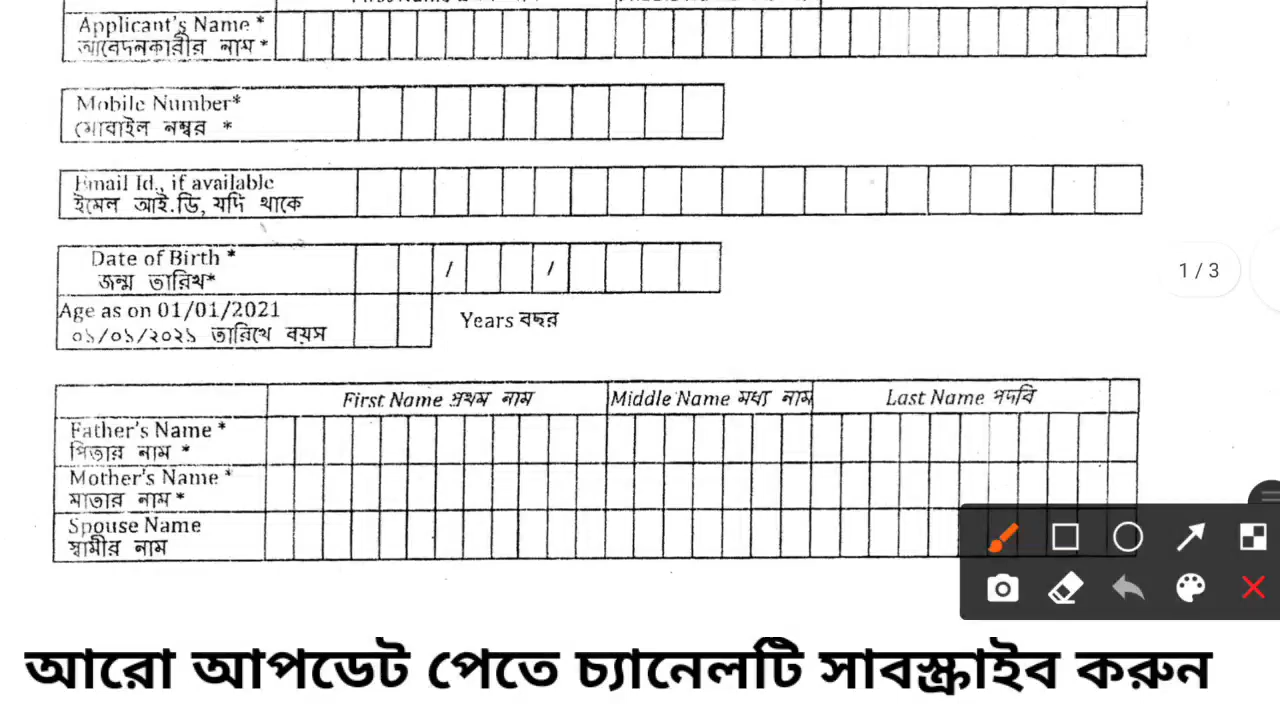 Applicant's Name *
আবেদনকারীর নাম *
Mobile Number*
মোবাইল নম্বর *
Email Id., if available
ইমেল আই.ডি, যদি থাকে
Date of Birth *
জন্ম তারিখ*
/ /
1 / 3
Age as on 01/01/2021
০১/০১/২০২১ তারিখে বয়স
Years বছর
First Name প্রথম নাম Middle Name মধ্য নাম Last Name পদবি
Father's Name *
পিতার নাম *
Mother's Name *
মাতার নাম *
Spouse Name
স্বামীর নাম
আরো আপডেট পেতে চ্যানেলটি সাবস্ক্রাইব করুন